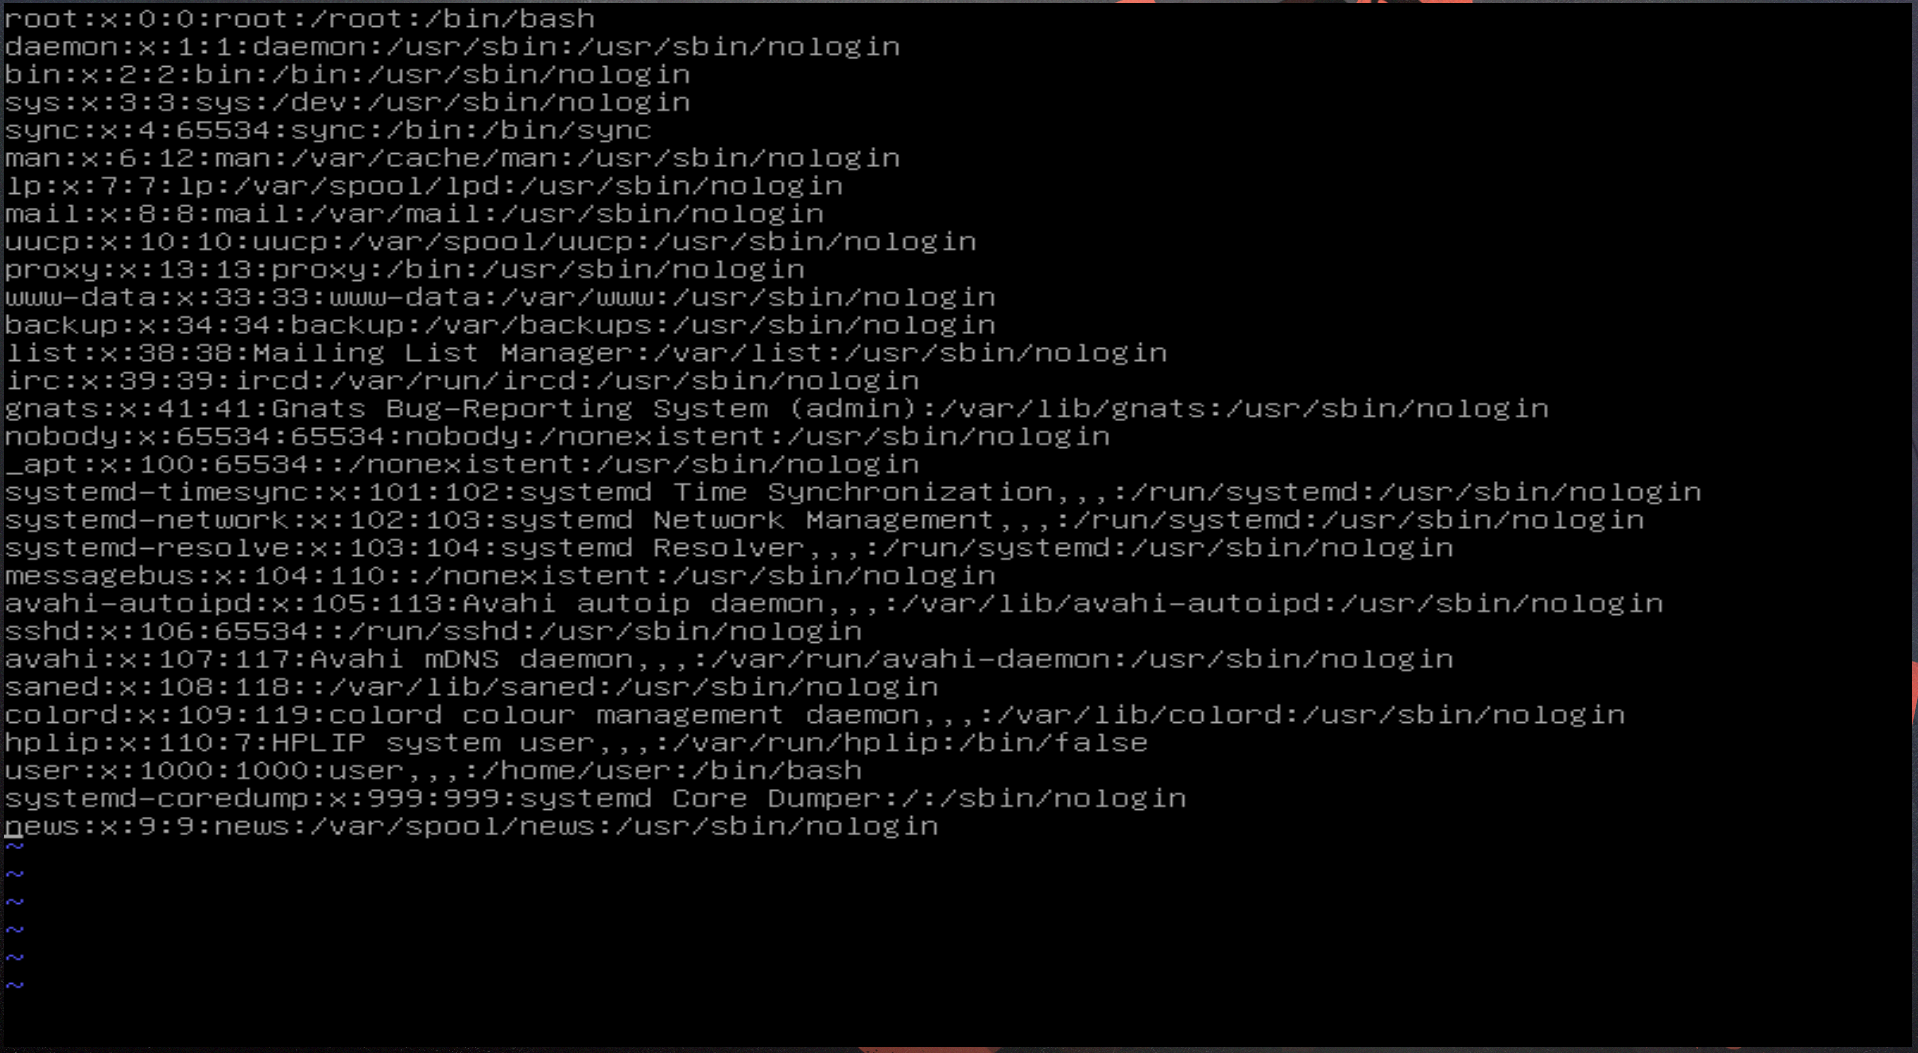 root:x:0:0:root:/root:/bin/bash
daemon:x:1:1:daemon:/usr/sbin:/usr/sbin/nologin
bin:x:2:2:bin:/bin:/usr/sbin/nologin
sys:x:3:3:sys:/dev:/usr/sbin/nologin
sync:x:4:65534:sync:/bin:/bin/sync
man:x:6:12:man:/var/cache/man:/usr/sbin/nologin
lp:x:7:7:lp:/var/spool/lpd:/usr/sbin/nologin
mail:x:8:8:mail:/var/mail:/usr/sbin/nologin
uucp:x:10:10:uucp:/var/spool/uucp:/usr/sbin/nologin
proxy:x:13:13:proxy:/bin:/usr/sbin/nologin
www-data:x:33:33:www-data:/var/www:/usr/sbin/nologin
backup:x:34:34:backup:/var/backups:/usr/sbin/nologin
list:x:38:38:Mailing List Manager:/var/list:/usr/sbin/nologin
irc:x:39:39:ircd:/var/run/ircd:/usr/sbin/nologin
gnats:x:41:41:Gnats Bug-Reporting System (admin):/var/lib/gnats:/usr/sbin/nologin
nobody:x:65534:65534:nobody:/nonexistent:/usr/sbin/nologin
_apt:x:100:65534::/nonexistent:/usr/sbin/nologin
systemd-timesync:x:101:102:systemd Time Synchronization,,,:/run/systemd:/usr/sbin/nologin
systemd-network:x:102:103:systemd Network Management,,,:/run/systemd:/usr/sbin/nologin
systemd-resolve:x:103:104:systemd Resolver,,,:/run/systemd:/usr/sbin/nologin
messagebus:x:104:110::/nonexistent:/usr/sbin/nologin
avahi-autoipd:x:105:113:Avahi autoip daemon,,,:/var/lib/avahi-autoipd:/usr/sbin/nologin
sshd:x:106:65534::/run/sshd:/usr/sbin/nologin
avahi:x:107:117:Avahi mDNS daemon,,,:/var/run/avahi-daemon:/usr/sbin/nologin
saned:x:108:118::/var/lib/saned:/usr/sbin/nologin
colord:x:109:119:colord colour management daemon,,,:/var/lib/colord:/usr/sbin/nologin
hplip:x:110:7:HPLIP system user,,,:/var/run/hplip:/bin/false
user:x:1000:1000:user,,,:/home/user:/bin/bash
systemd-coredump:x:999:999:systemd Core Dumper:/:/sbin/nologin
news:x:9:9:news:/var/spool/news:/usr/sbin/nologin
~
~
~
~
~
~